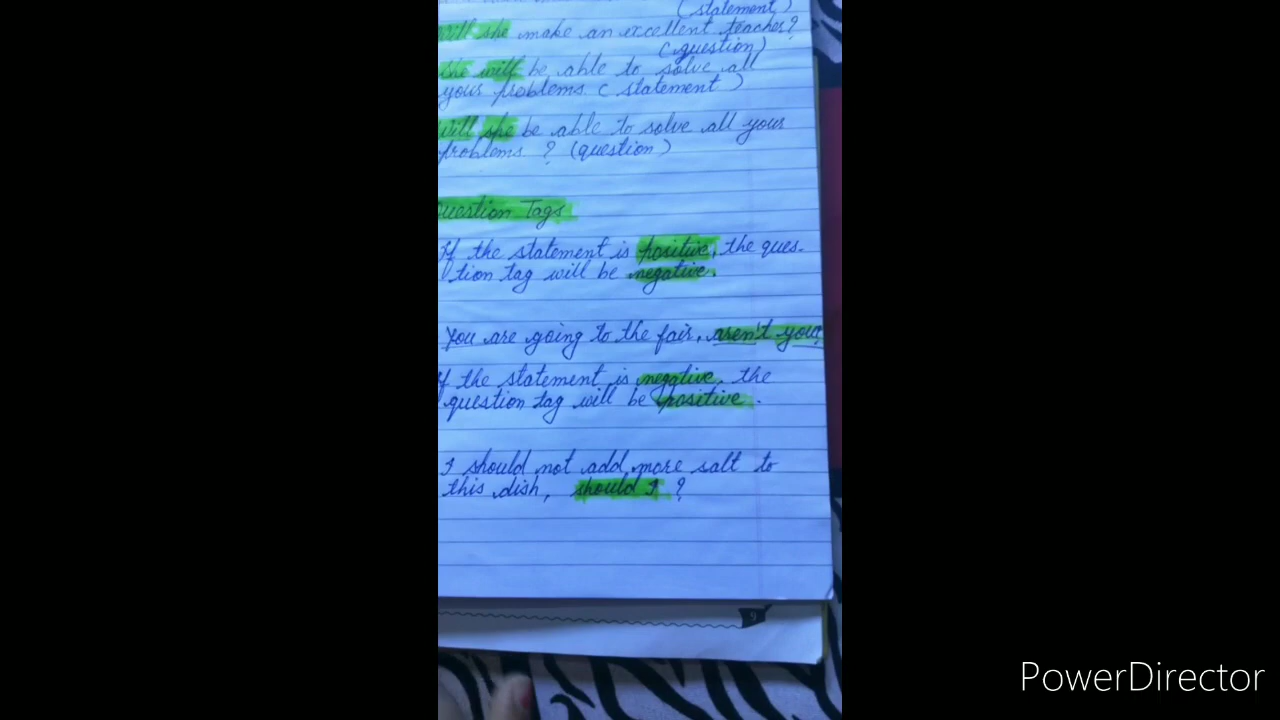 (statement)
Will she make an excellent teacher?
(question)
She will be able to solve all
your problems (statement)
Will she be able to solve all your
problems ? (question)
Question Tags
If the statement is positive, the ques-
tion tag will be negative.
You are going to the fair, aren't you?
If the statement is negative, the
question tag will be positive.
I should not add more salt to
this dish, should I ?
9
PowerDirector